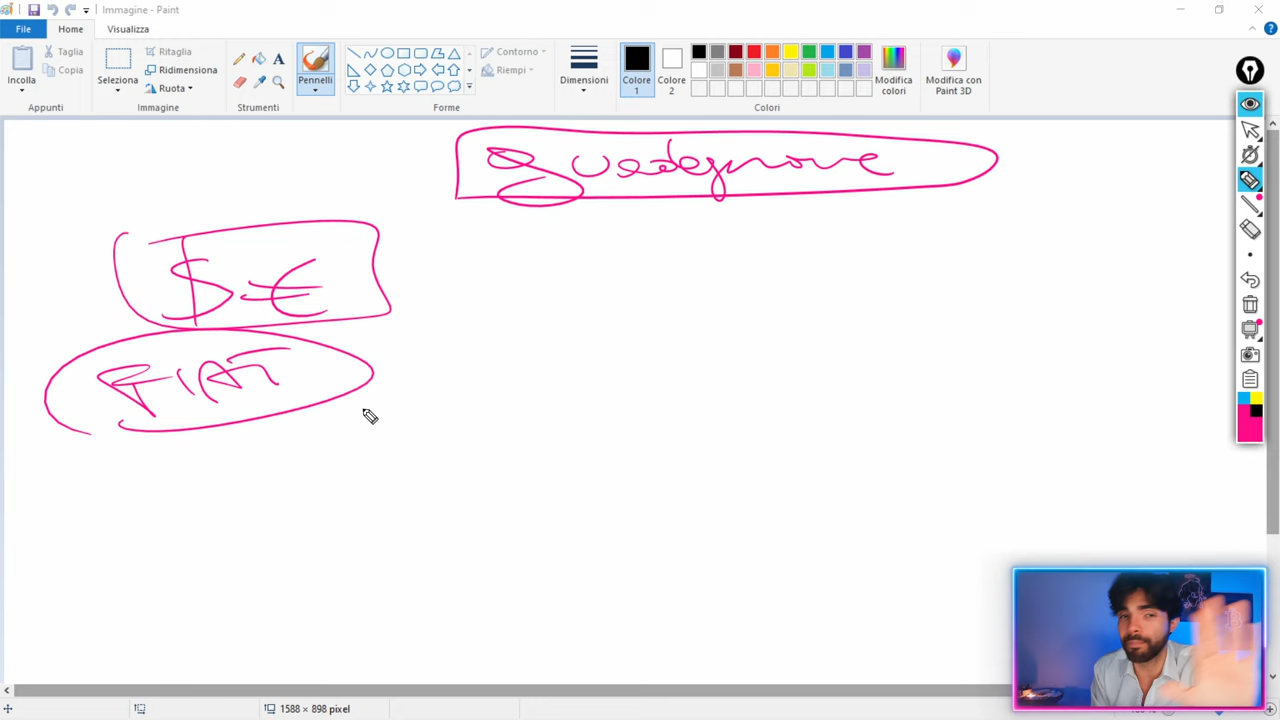 Immagine - Paint
File Home Visualizza
Incolla
Taglia
Copia
Appunti
Seleziona
Ritaglia
Ridimensiona
Ruota
Immagine
A
Strumenti
Pennelli
Forme
Contorno
Riempi
Dimensioni
Colore 1
Colore 2
Colori
Modifica colori
Modifica con Paint 3D
Guadagnare
$ €
FIAT
1588 × 898 pixel